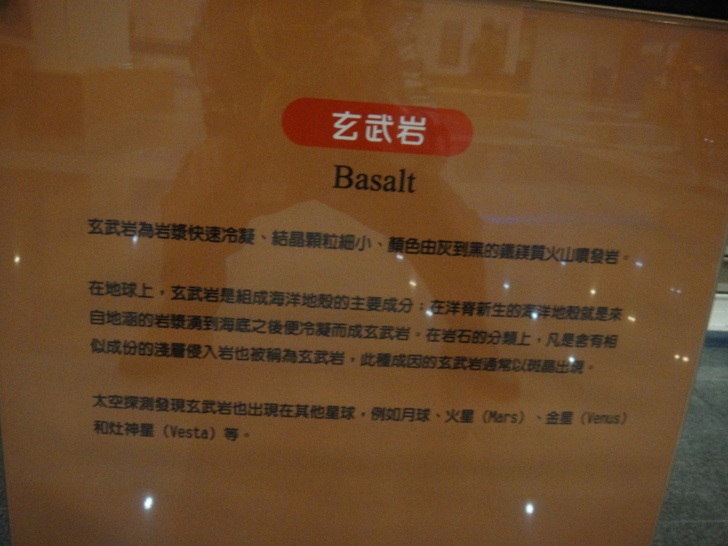 玄武岩
Basalt
玄武岩為岩漿快速冷凝、結晶顆粒細小、顏色由灰到黑的鐵鎂質火山噴發岩。
在地球上，玄武岩是組成海洋地殼的主要成分；在洋脊新生的海洋地殼就是來
自地涵的岩漿湧到海底之後便冷凝而成玄武岩。在岩石的分類上，凡是含有相
似成份的淺層侵入岩也被稱為玄武岩，此種成因的玄武岩通常以斑晶出現。
太空探測發現玄武岩也出現在其他星球，例如月球、火星（Mars）、金星（Venus）
和灶神星（Vesta）等。